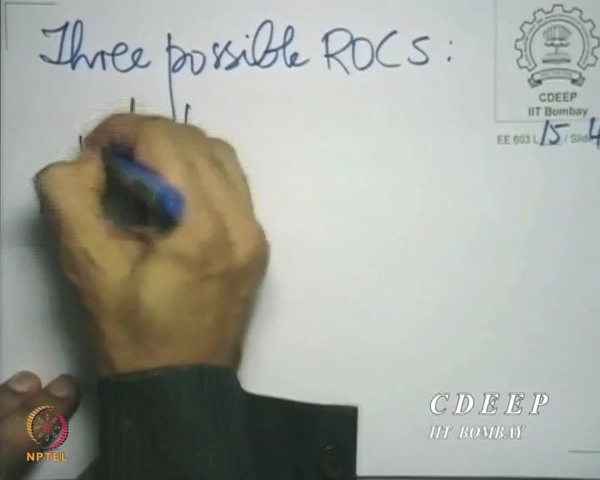 Three possible ROCs :
CDEEP
IIT Bombay
EE 603 L 15 / Slide 4
CDEEP
IIT BOMBAY
NPTEL